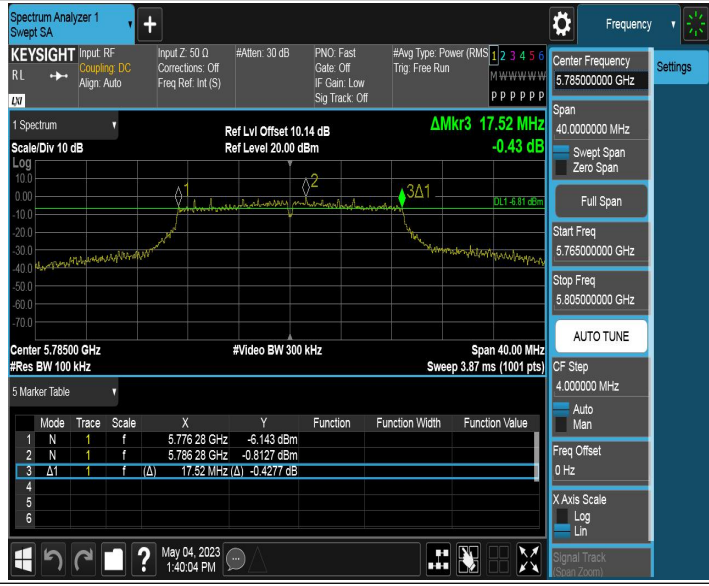 Spectrum Analyzer 1
Swept SA
Frequency
KEYSIGHT
RL
LXI
Input: RF
Coupling: DC
Align: Auto
Input Z: 50 Ω
Corrections: Off
Freq Ref: Int (S)
#Atten: 30 dB
PNO: Fast
Gate: Off
IF Gain: Low
Sig Track: Off
#Avg Type: Power (RMS
Trig: Free Run
1 2 3 4 5 6
M W W W W W
P P P P P P
Center Frequency
5.785000000 GHz
Settings
Span
40.0000000 MHz
Swept Span
Zero Span
Full Span
Start Freq
5.765000000 GHz
Stop Freq
5.805000000 GHz
AUTO TUNE
CF Step
4.000000 MHz
Auto
Man
Freq Offset
0 Hz
X Axis Scale
Log
Lin
Signal Track
(Span Zoom)
1 Spectrum
Scale/Div 10 dB
Ref Lvl Offset 10.14 dB
Ref Level 20.00 dBm
ΔMkr3 17.52 MHz
-0.43 dB
Log
10.0
0.00
-10.0
-20.0
-30.0
-40.0
-50.0
-60.0
-70.0
1
2
3Δ1
DL1 -6.81 dBm
Center 5.78500 GHz
#Res BW 100 kHz
#Video BW 300 kHz
Span 40.00 MHz
Sweep 3.87 ms (1001 pts)
5 Marker Table
Mode Trace Scale X Y Function Function Width Function Value
1 N 1 f 5.776 28 GHz -6.143 dBm
2 N 1 f 5.786 28 GHz -0.8127 dBm
3 Δ1 1 f (Δ) 17.52 MHz (Δ) -0.4277 dB
4
5
6
?
May 04, 2023
1:40:04 PM